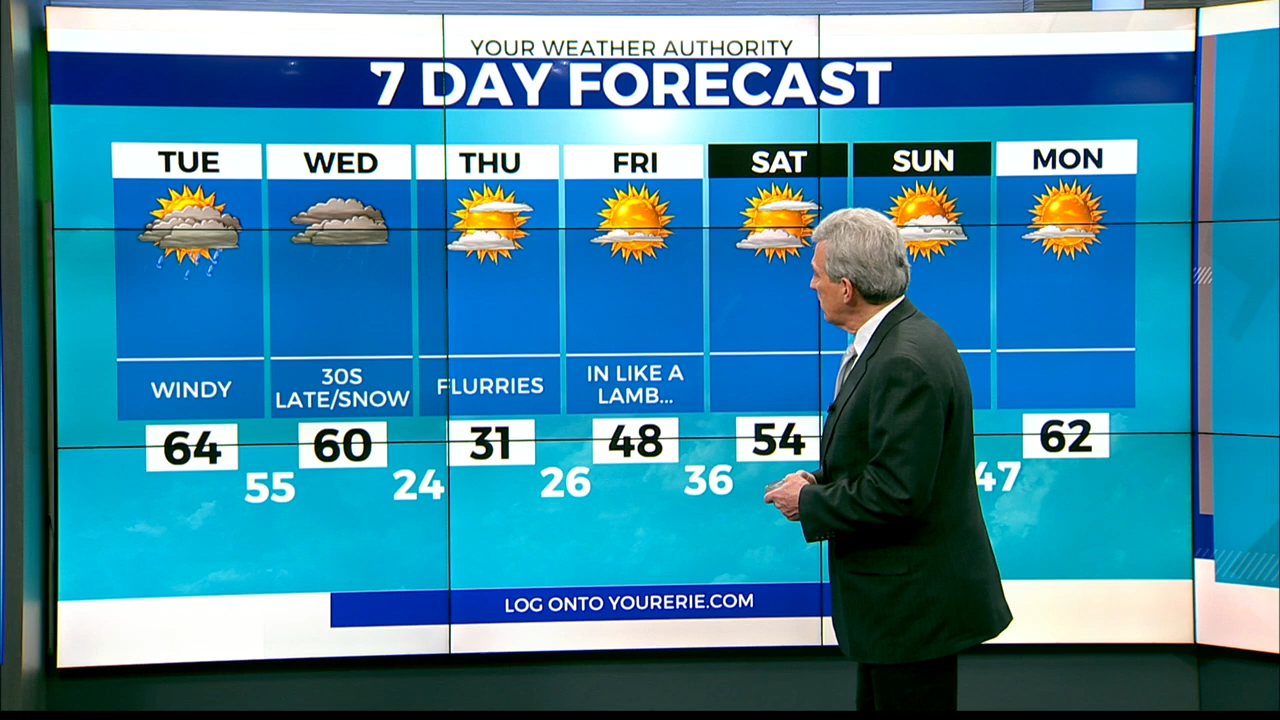 YOUR WEATHER AUTHORITY
7 DAY FORECAST
TUE WED THU FRI SAT SUN MON
WINDY
30S
LATE/SNOW
FLURRIES
IN LIKE A
LAMB...
64 60 31 48 54 62
55 24 26 36 47
LOG ONTO YOURERIE.COM